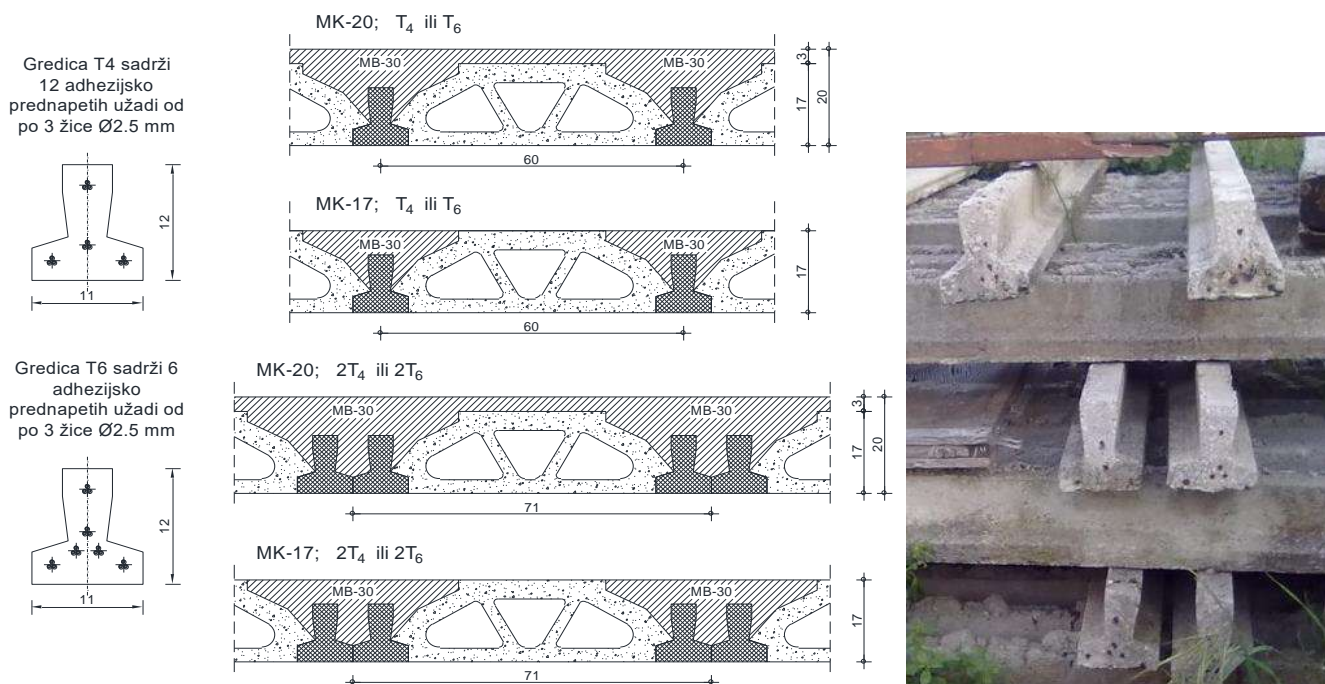 MK-20; T4 ili T6
Gredica T4 sadrži
12 adhezijsko
prednapetih užadi od
po 3 žice Ø2.5 mm
MB-30
MB-30
3
17
20
60
12
11
MK-17; T4 ili T6
MB-30
MB-30
17
60
Gredica T6 sadrži 6
adhezijsko
prednapetih užadi od
po 3 žice Ø2.5 mm
12
11
MK-20; 2T4 ili 2T6
MB-30
MB-30
3
17
20
71
MK-17; 2T4 ili 2T6
MB-30
MB-30
17
71